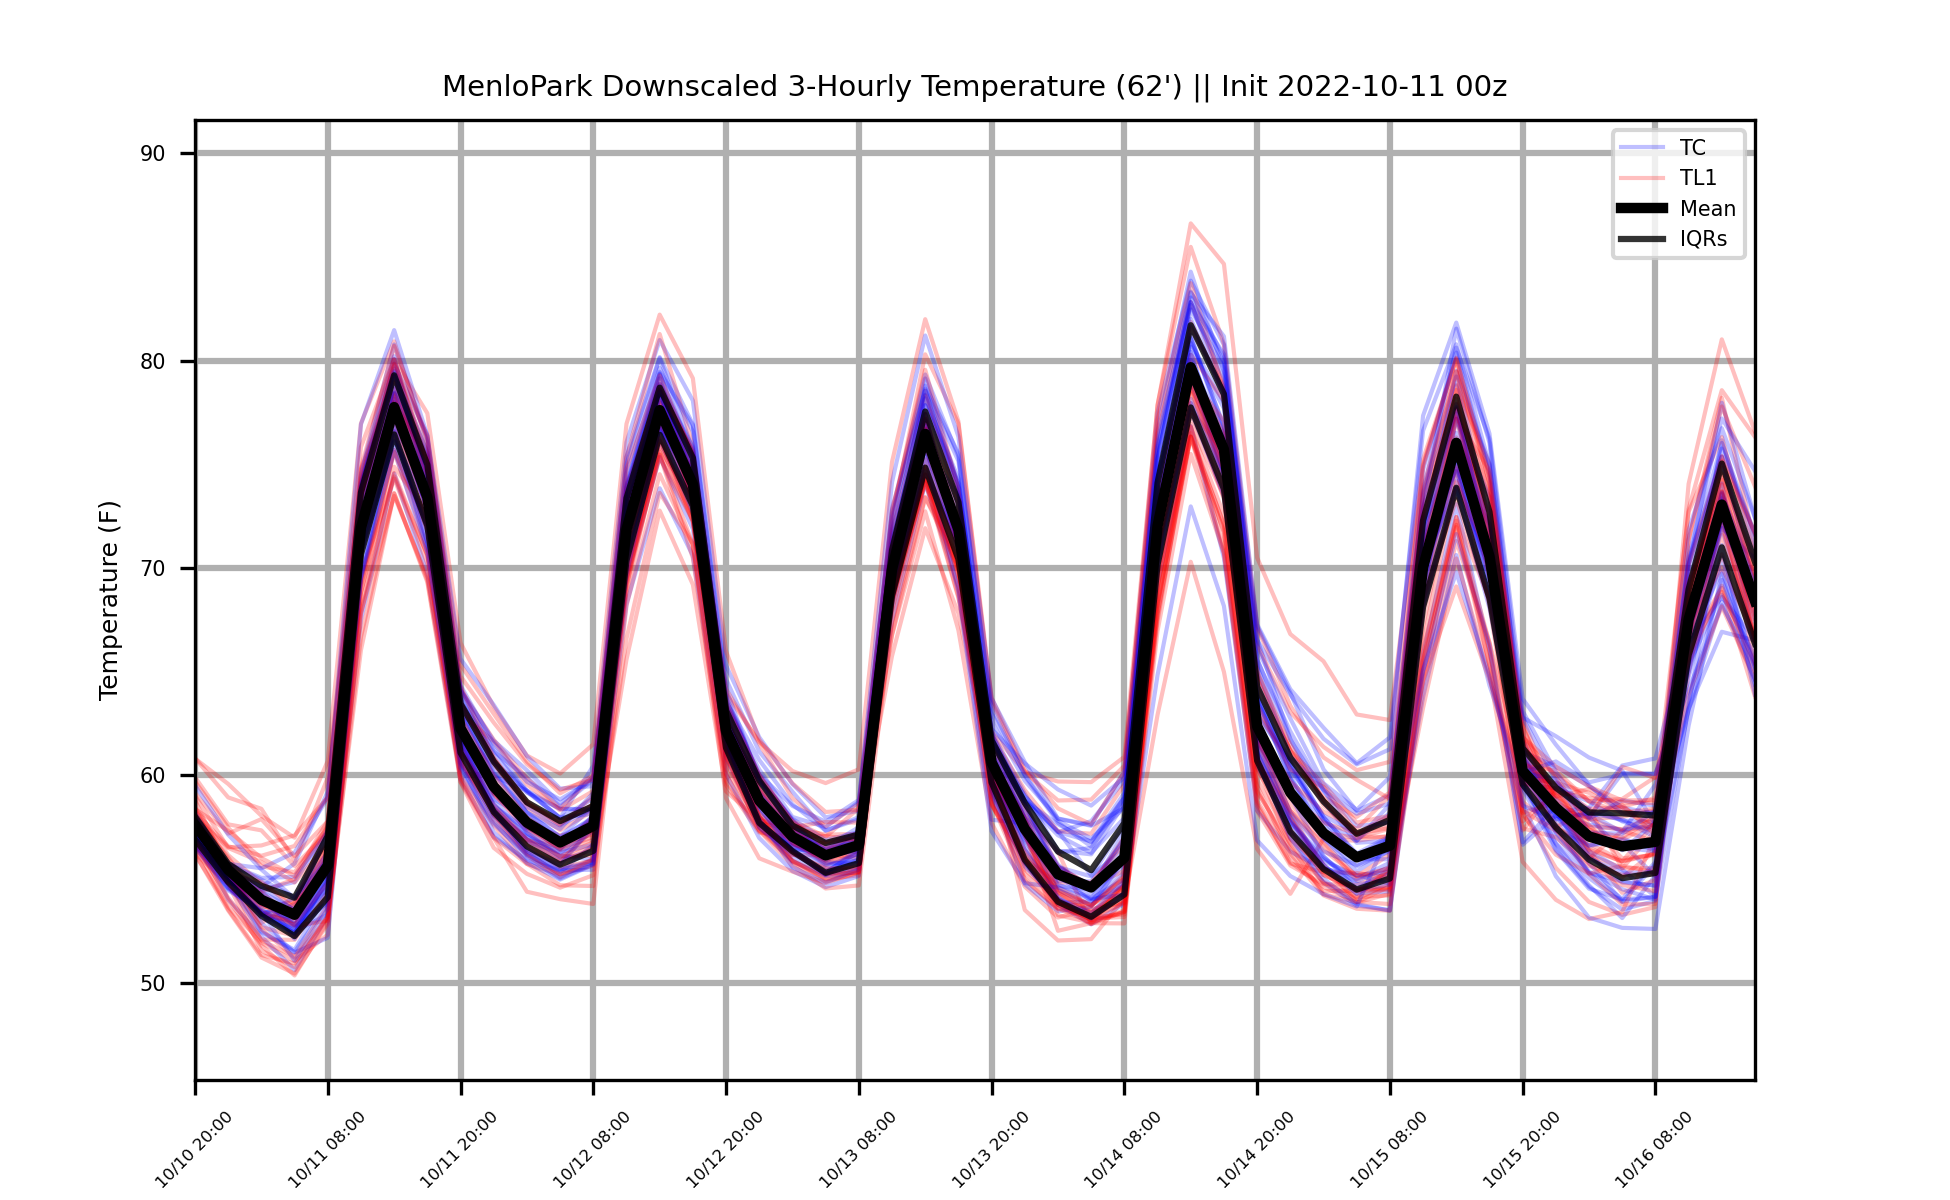 MenloPark Downscaled 3-Hourly Temperature (62') || Init 2022-10-11 00z
TC
TL1
Mean
IQRs
Temperature (F)
90
80
70
60
50
10/10 20:00
10/11 08:00
10/11 20:00
10/12 08:00
10/12 20:00
10/13 08:00
10/13 20:00
10/14 08:00
10/14 20:00
10/15 08:00
10/15 20:00
10/16 08:00